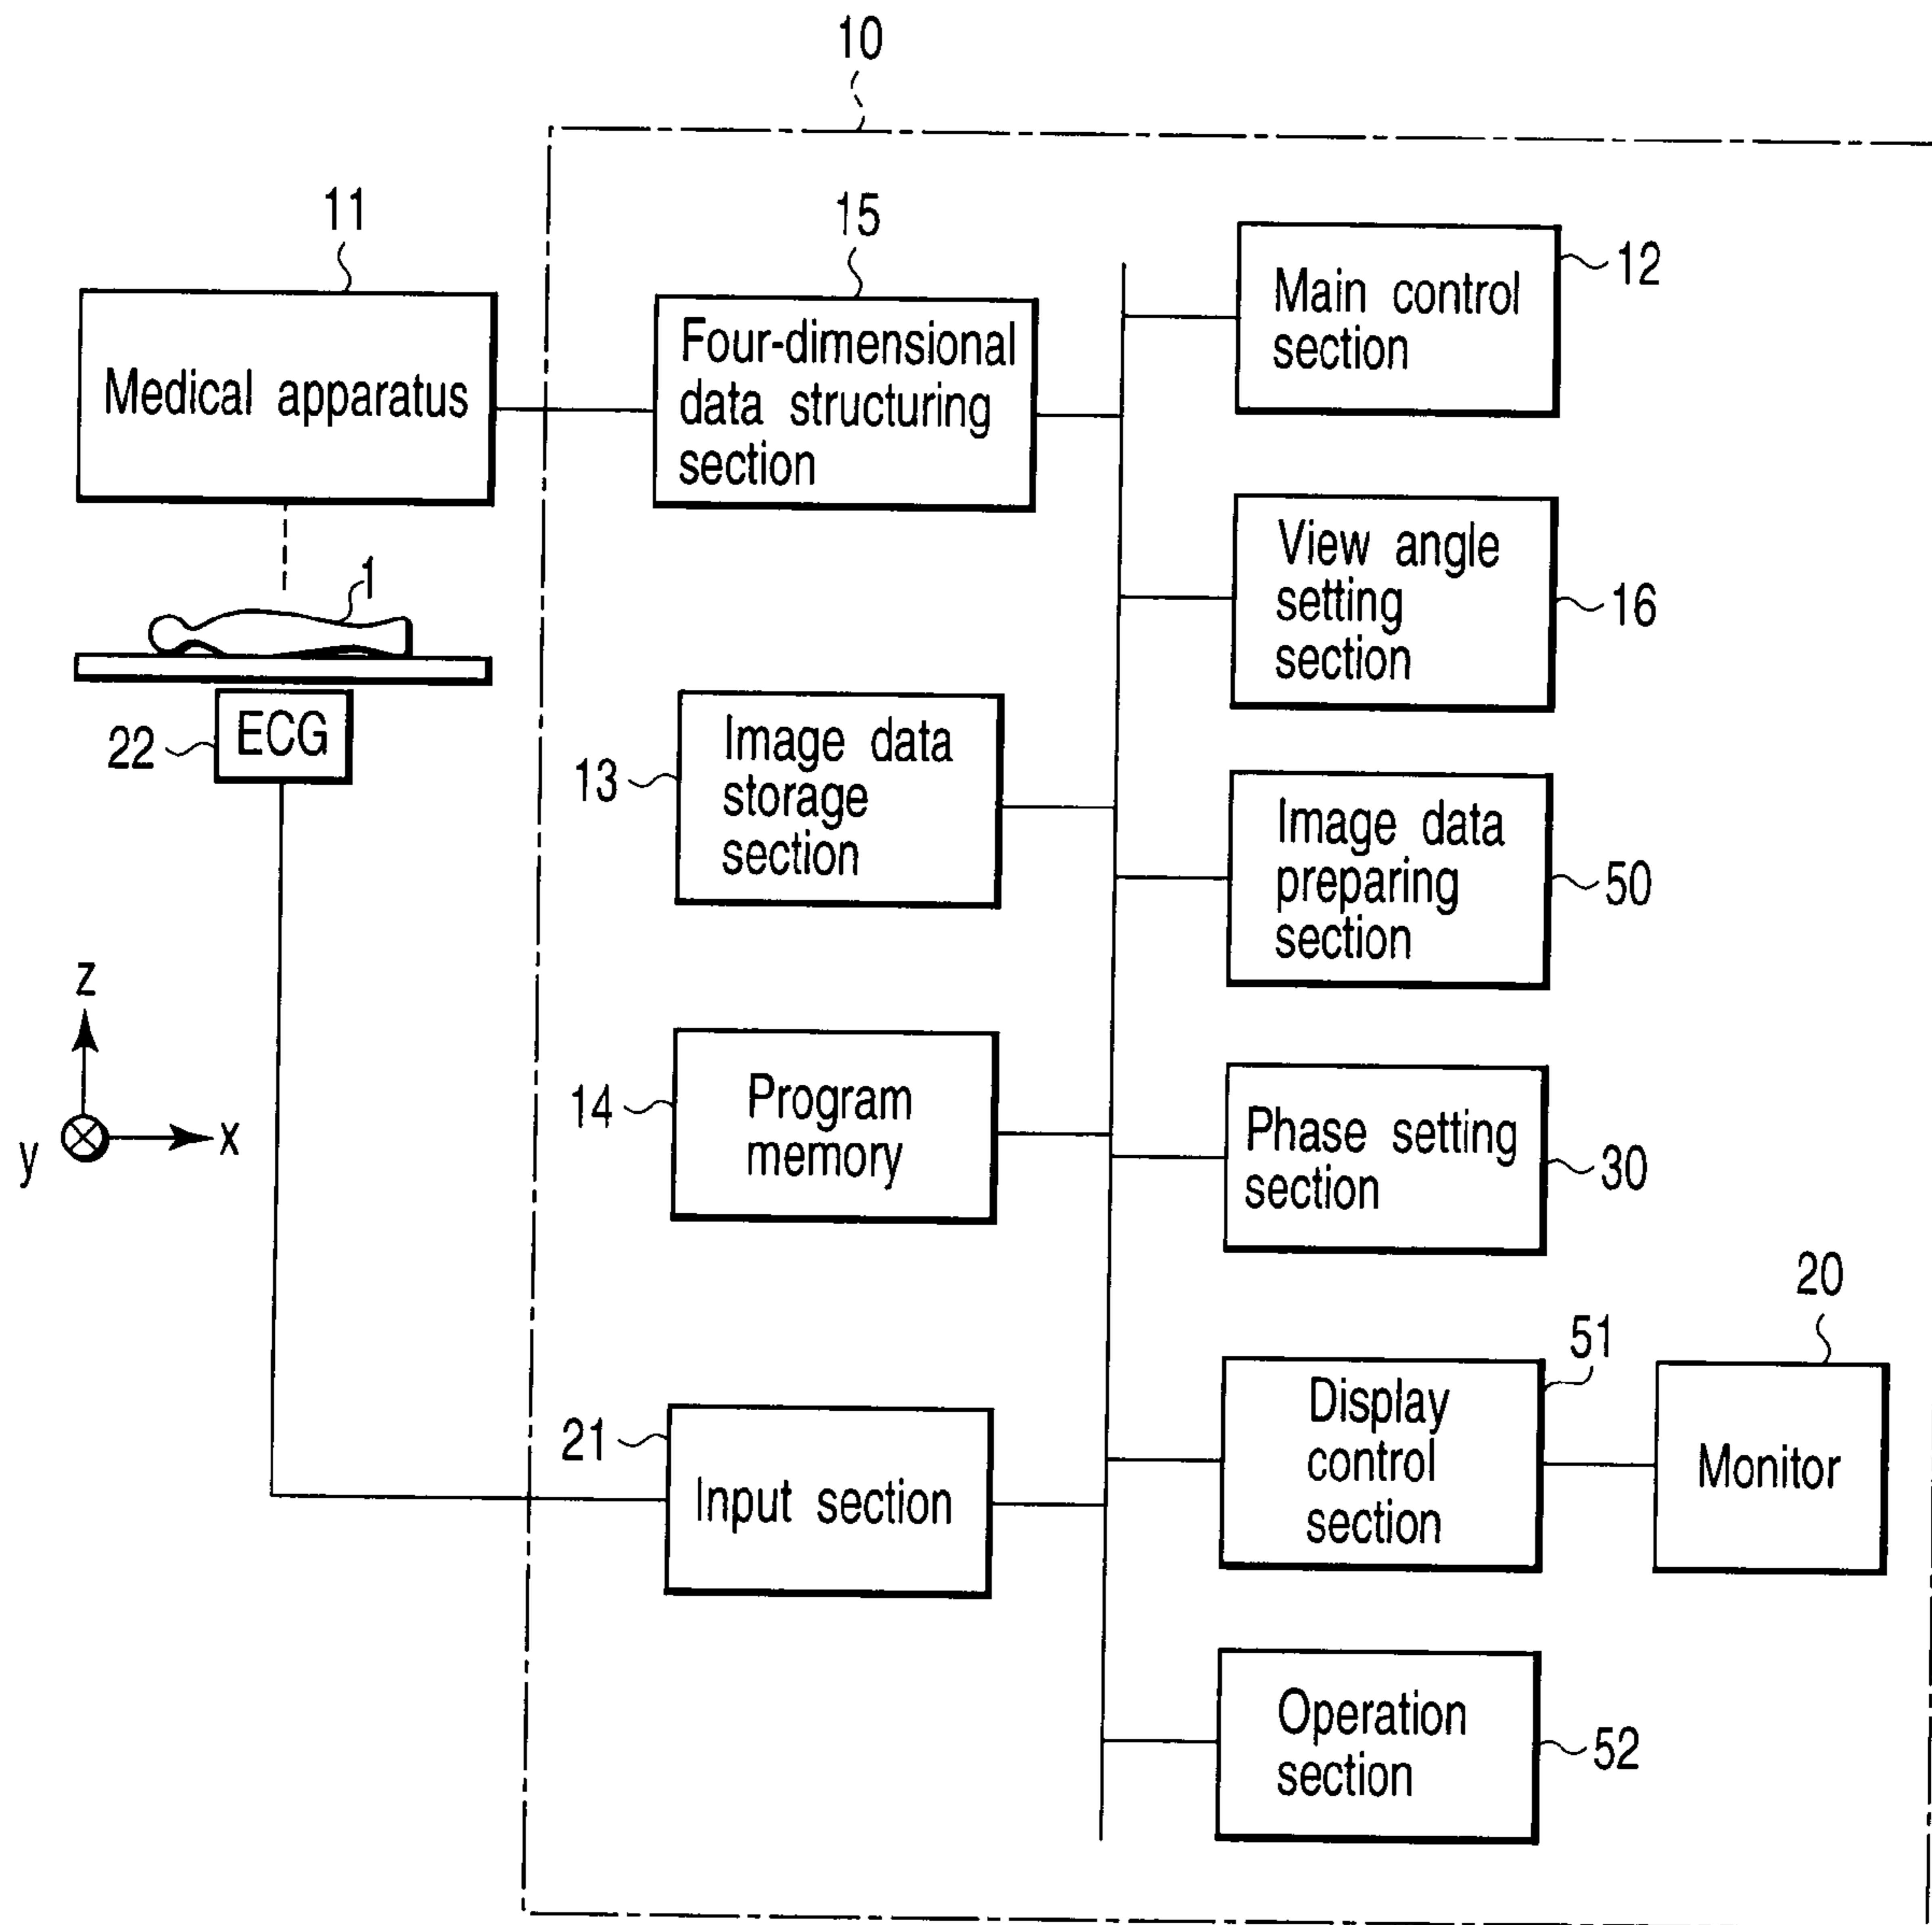 10
11
15
Medical apparatus
Four-dimensional
data structuring
section
Main control
section
12
1
View angle
setting
section
16
22
ECG
13
Image data
storage
section
Image data
preparing
section
50
z
y
x
14
Program
memory
Phase setting
section
30
20
51
21
Input section
Display
control
section
Monitor
Operation
section
52